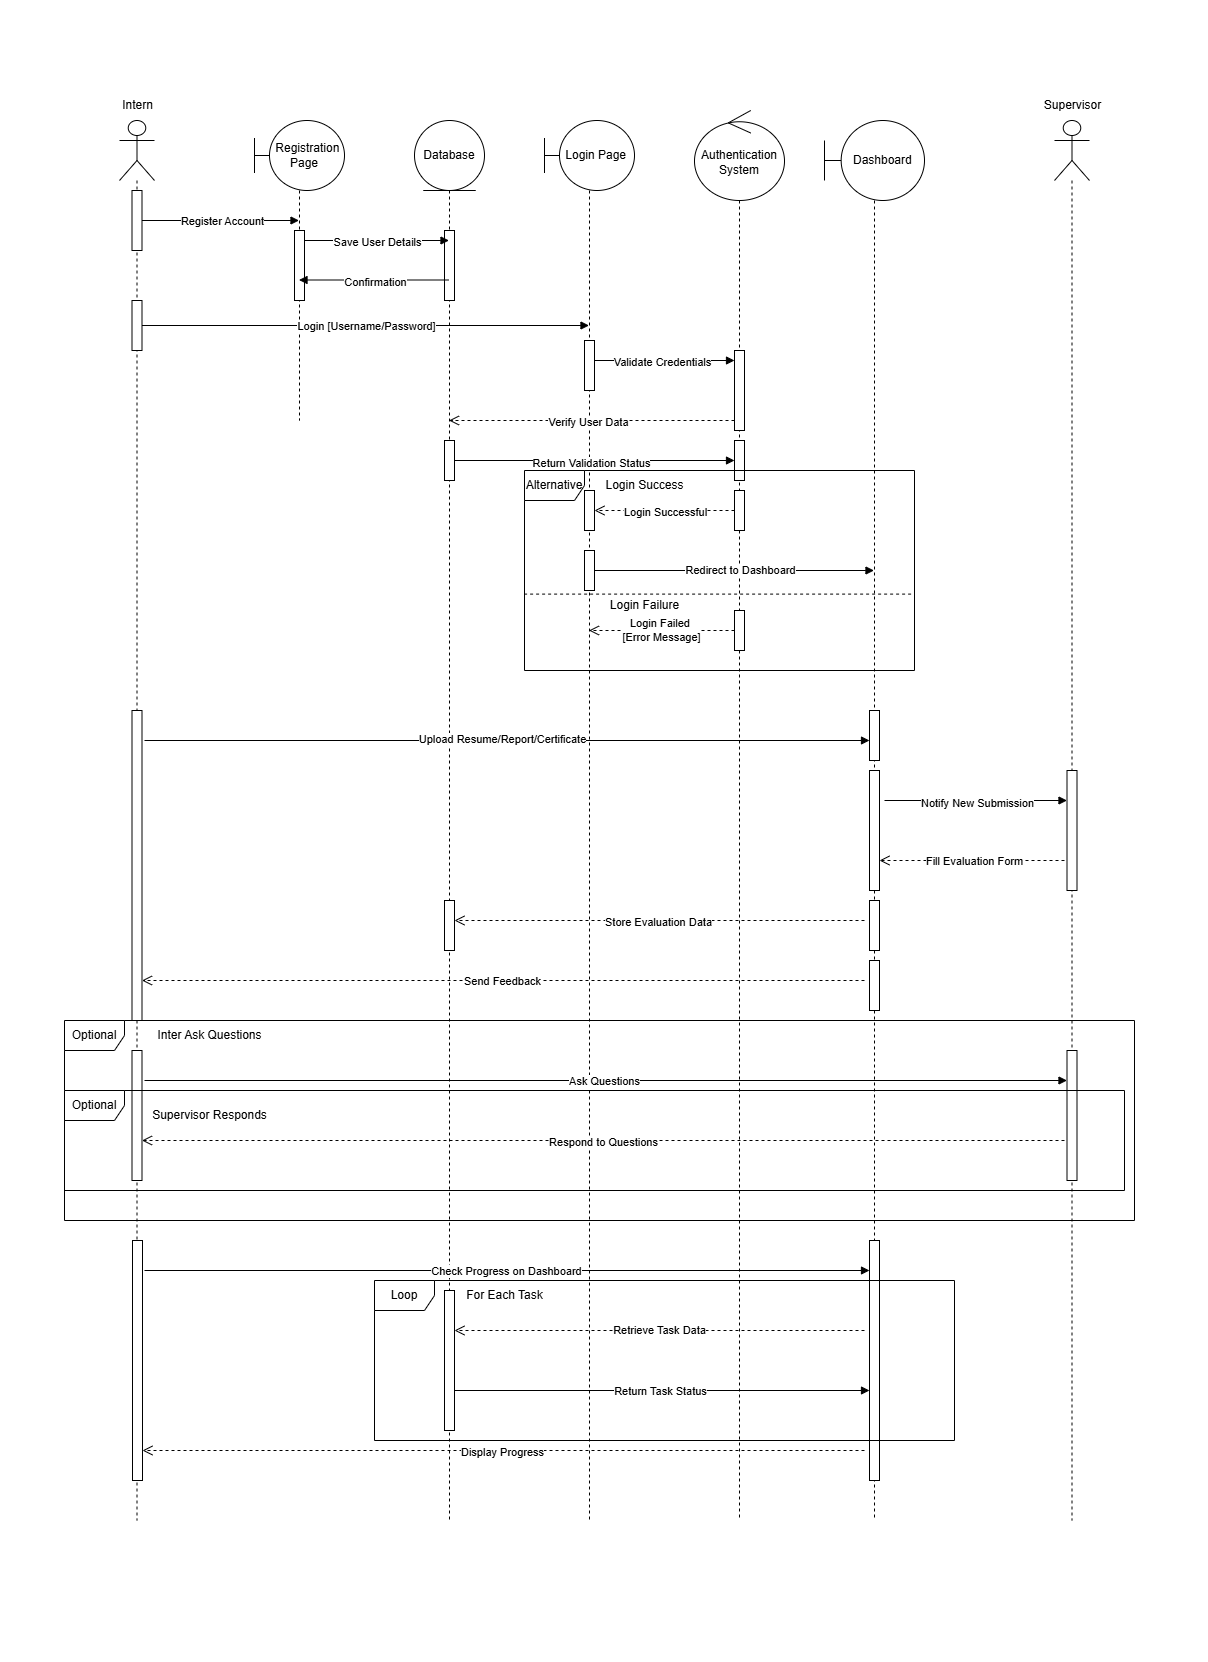 Intern
Supervisor
Registration
Page
Database
Login Page
Authentication
System
Dashboard
Register Account
Save User Details
Confirmation
Login [Username/Password]
Validate Credentials
Verify User Data
Return Validation Status
Alternative
Login Success
Login Successful
Redirect to Dashboard
Login Failure
Login Failed
[Error Message]
Upload Resume/Report/Certificate
Notify New Submission
Fill Evaluation Form
Store Evaluation Data
Send Feedback
Optional
Inter Ask Questions
Ask Questions
Optional
Supervisor Responds
Respond to Questions
Check Progress on Dashboard
Loop
For Each Task
Retrieve Task Data
Return Task Status
Display Progress